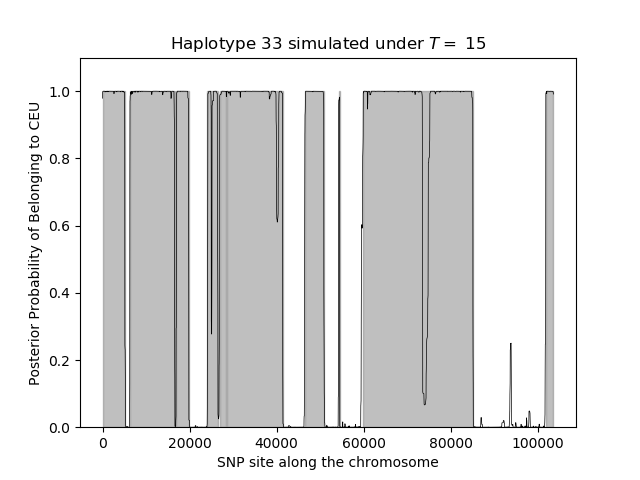 Haplotype 33 simulated under T = 15
Posterior Probability of Belonging to CEU
1.0
0.8
0.6
0.4
0.2
0.0
0 20000 40000 60000 80000 100000
SNP site along the chromosome